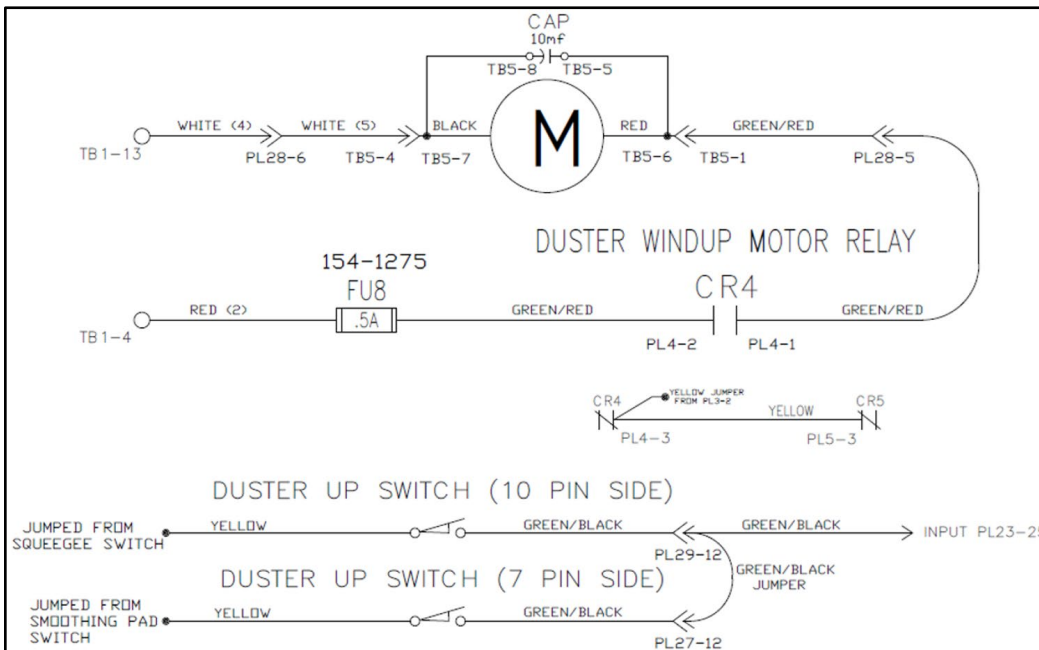 CAP
10mf
TB5-8 TB5-5
WHITE (4) WHITE (5) BLACK M RED GREEN/RED
TB1-13 PL28-6 TB5-4 TB5-7 TB5-6 TB5-1 PL28-5
DUSTER WINDUP MOTOR RELAY
154-1275
FU8 CR4
RED (2) .5A GREEN/RED GREEN/RED
TB1-4 PL4-2 PL4-1
CR4 YELLOW JUMPER
FROM PL3-2 YELLOW CR5
PL4-3 PL5-3
DUSTER UP SWITCH (10 PIN SIDE)
JUMPED FROM
SQUEEGEE SWITCH YELLOW GREEN/BLACK GREEN/BLACK INPUT PL23-25
PL29-12
GREEN/BLACK
JUMPER
DUSTER UP SWITCH (7 PIN SIDE)
JUMPED FROM
SMOOTHING PAD
SWITCH YELLOW GREEN/BLACK
PL27-12